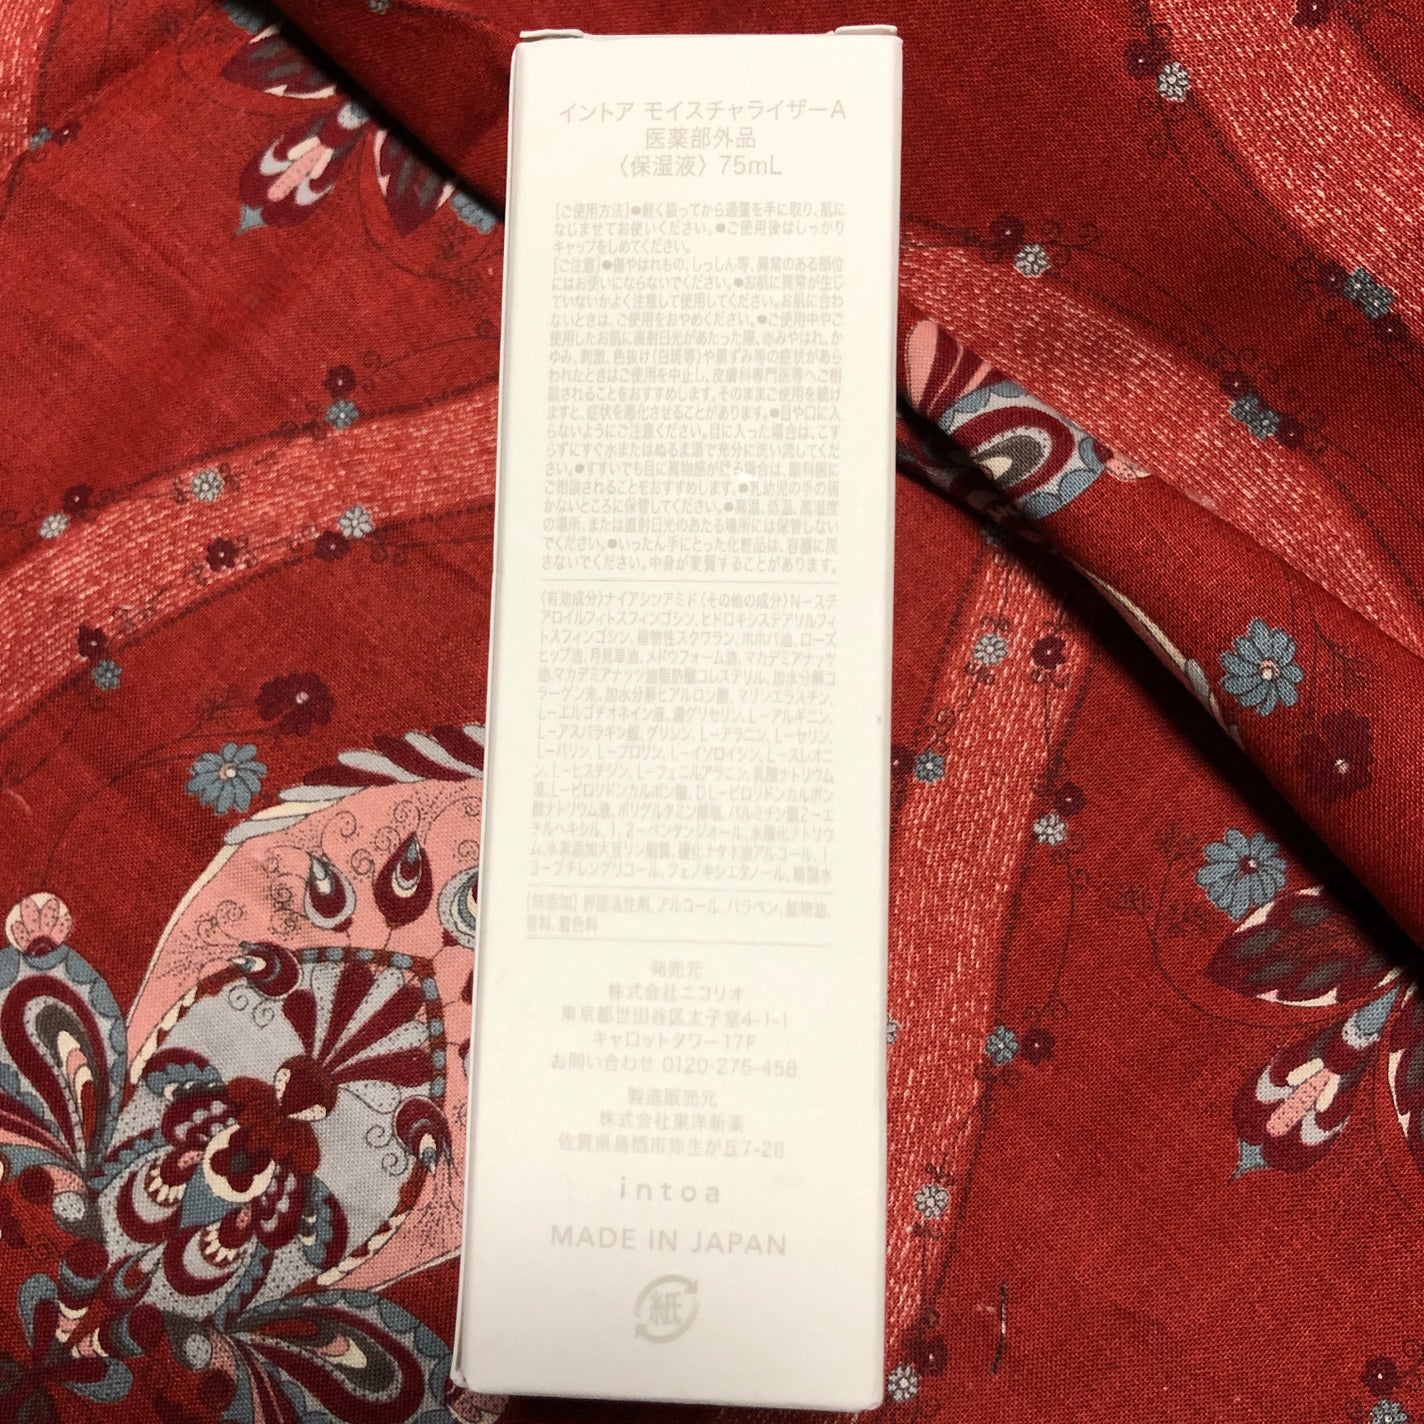 イントア モイスチャライザーA
医薬部外品
〈保湿液〉75mL
[ご使用方法]●軽く振ってから適量を手に取り、肌に
なじませてお使いください。●ご使用後はしっかり
キャップをしめてください。
[ご注意]●傷やはれもの、しっしん等、異常のある部位
にはお使いにならないでください。●お肌に異常が生じ
ていないかよく注意して使用してください。お肌に合わ
ないときは、ご使用をおやめください。●ご使用中やご
使用したお肌に直射日光があたった際、赤みやはれ、か
ゆみ、刺激、色抜け(白斑等)や黒ずみ等の症状があら
われたときはご使用を中止し、皮膚科専門医等へご相
談されることをおすすめします。そのままご使用を続け
ますと、症状を悪化させることがあります。●目や口に入
らないようにご注意ください。目に入った場合は、こす
らずにすぐ水またはぬるま湯で充分に洗い流してくだ
さい。●すすいでも目に異物感が残る場合は、眼科医に
ご相談されることをおすすめします。●乳幼児の手の届
かないところに保管してください。●高温、低温、高湿度
の場所、または直射日光のあたる場所には保管しない
でください。●いったん手にとった化粧品は、容器に戻
さないでください。中身が変質することがあります。
〈有効成分〉ナイアシンアミド〈その他の成分〉N－ステ
アロイルフィトスフィンゴシン、ヒドロキシステアリルフィ
トスフィンゴシン、植物性スクワラン、ホホバ油、ローズ
ヒップ油、月見草油、メドウフォーム油、マカデミアナッツ
油、マカデミアナッツ油脂肪酸コレステリル、加水分解コ
ラーゲン末、加水分解ヒアルロン酸、マリンエラスチン、
L－エルゴチオネイン液、濃グリセリン、L－アルギニン、
L－アスパラギン酸、グリシン、L－アラニン、L－セリン、
L－バリン、L－プロリン、L－イソロイシン、L－スレオニ
ン、L－ヒスチジン、L－フェニルアラニン、乳酸ナトリウム
液、L－ピロリドンカルボン酸、DL－ピロリドンカルボン
酸ナトリウム液、ポリグルタミン酸塩、パルミチン酸2－エ
チルヘキシル、1，2－ペンタンジオール、水酸化ナトリウ
ム、水素添加大豆リン脂質、硬化ナタネ油アルコール、1，
3－ブチレングリコール、フェノキシエタノール、精製水
[無添加] 界面活性剤、アルコール、パラベン、鉱物油、
香料、着色料
発売元
株式会社ニコリオ
東京都世田谷区太子堂4-1-1
キャロットタワー17F
お問い合わせ 0120-275-458
製造販売元
株式会社東洋新薬
佐賀県鳥栖市弥生が丘7-28
intoa
MADE IN JAPAN
紙